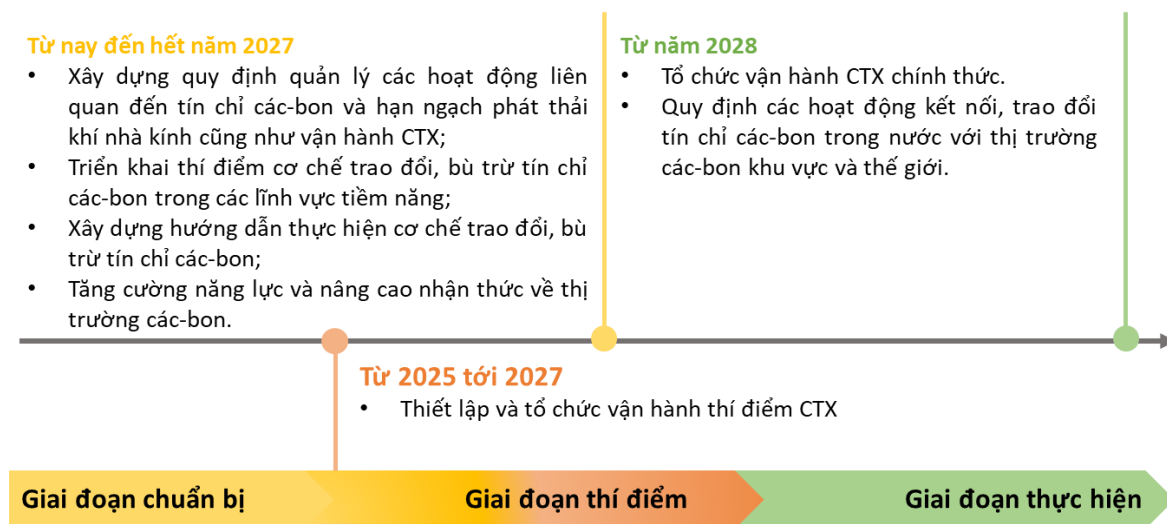 Từ nay đến hết năm 2027
• Xây dựng quy định quản lý các hoạt động liên
quan đến tín chỉ các-bon và hạn ngạch phát thải
khí nhà kính cũng như vận hành CTX;
• Triển khai thí điểm cơ chế trao đổi, bù trừ tín chỉ
các-bon trong các lĩnh vực tiềm năng;
• Xây dựng hướng dẫn thực hiện cơ chế trao đổi, bù
trừ tín chỉ các-bon;
• Tăng cường năng lực và nâng cao nhận thức về thị
trường các-bon.
Từ năm 2028
• Tổ chức vận hành CTX chính thức.
• Quy định các hoạt động kết nối, trao đổi
tín chỉ các-bon trong nước với thị trường
các-bon khu vực và thế giới.
Từ 2025 tới 2027
• Thiết lập và tổ chức vận hành thí điểm CTX
Giai đoạn chuẩn bị
Giai đoạn thí điểm
Giai đoạn thực hiện